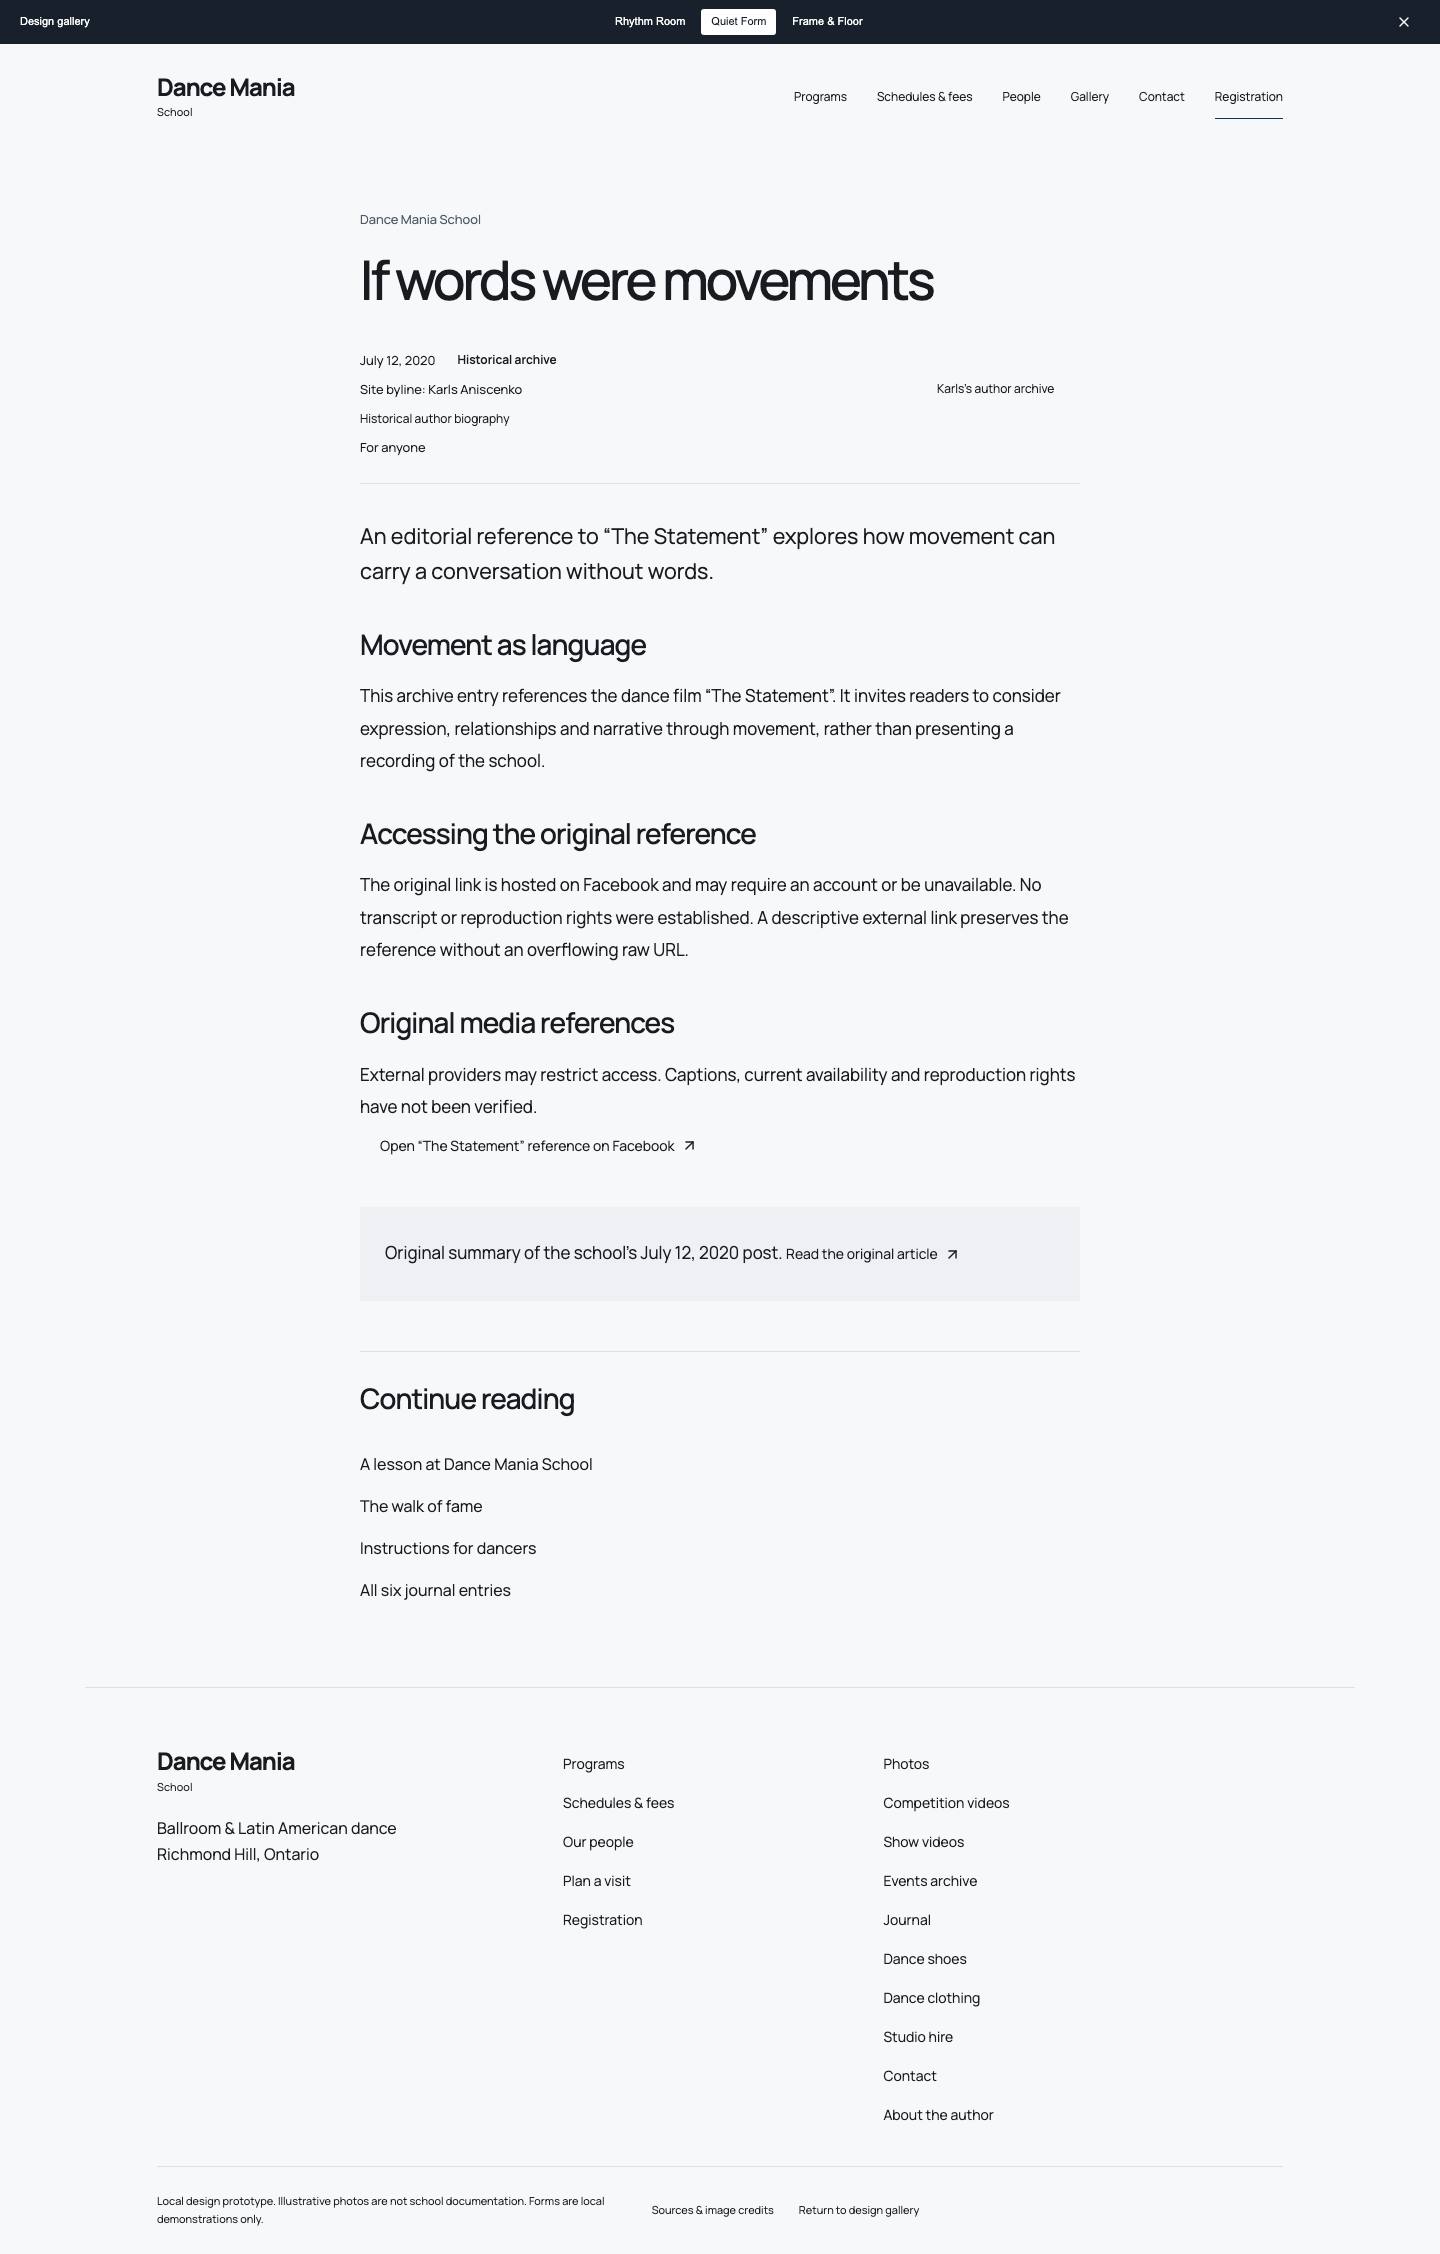 Design gallery
Rhythm Room
Quiet Form
Frame & Floor
Dance Mania
School
Programs
Schedules & fees
People
Gallery
Contact
Registration
Dance Mania School
If words were movements
July 12, 2020
Historical archive
Site byline: Karls Aniscenko
Karls's author archive
Historical author biography
For anyone
An editorial reference to “The Statement” explores how movement can
carry a conversation without words.
Movement as language
This archive entry references the dance film “The Statement”. It invites readers to consider
expression, relationships and narrative through movement, rather than presenting a
recording of the school.
Accessing the original reference
The original link is hosted on Facebook and may require an account or be unavailable. No
transcript or reproduction rights were established. A descriptive external link preserves the
reference without an overflowing raw URL.
Original media references
External providers may restrict access. Captions, current availability and reproduction rights
have not been verified.
Open “The Statement” reference on Facebook
Original summary of the school's July 12, 2020 post. Read the original article
Continue reading
A lesson at Dance Mania School
The walk of fame
Instructions for dancers
All six journal entries
Dance Mania
School
Ballroom & Latin American dance
Richmond Hill, Ontario
Programs
Schedules & fees
Our people
Plan a visit
Registration
Photos
Competition videos
Show videos
Events archive
Journal
Dance shoes
Dance clothing
Studio hire
Contact
About the author
Local design prototype. Illustrative photos are not school documentation. Forms are local
demonstrations only.
Sources & image credits
Return to design gallery